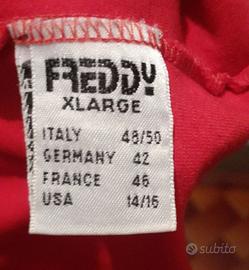 FREDDY
XLARGE
ITALY 48/50
GERMANY 42
FRANCE 46
USA 14/16
subito